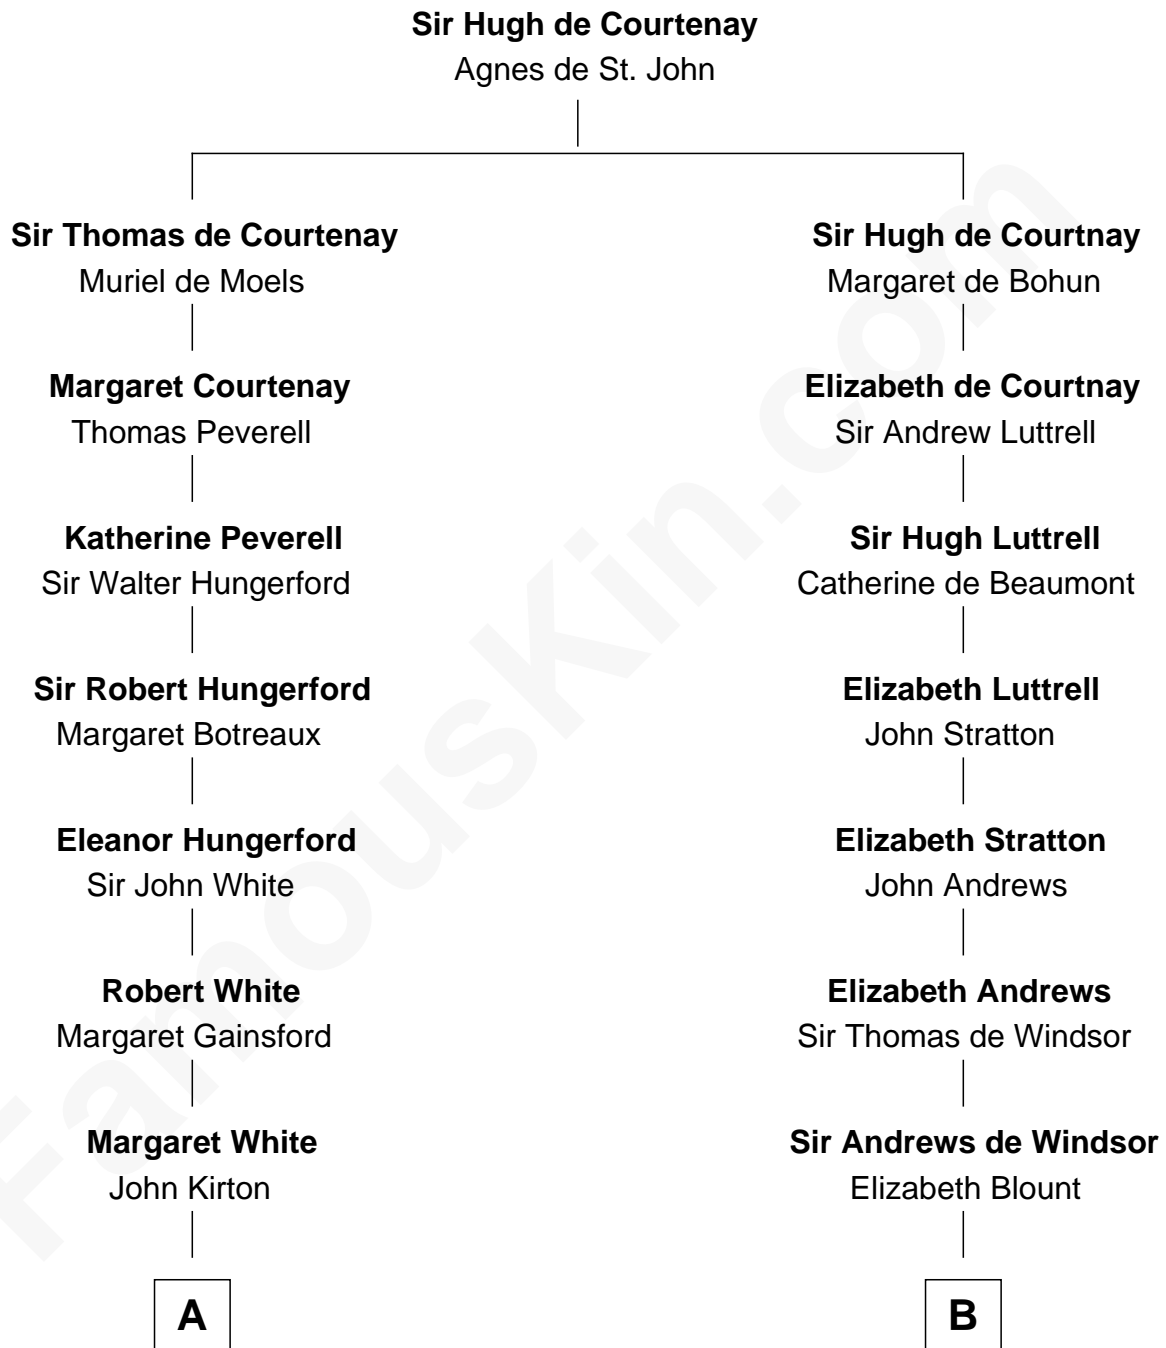 Sir Hugh de Courtenay
Agnes de St. John
Sir Thomas de Courtenay
Muriel de Moels
Margaret Courtenay
Thomas Peverell
Katherine Peverell
Sir Walter Hungerford
Sir Robert Hungerford
Margaret Botreaux
Eleanor Hungerford
Sir John White
Robert White
Margaret Gainsford
Margaret White
John Kirton
A
Sir Hugh de Courtnay
Margaret de Bohun
Elizabeth de Courtnay
Sir Andrew Luttrell
Sir Hugh Luttrell
Catherine de Beaumont
Elizabeth Luttrell
John Stratton
Elizabeth Stratton
John Andrews
Elizabeth Andrews
Sir Thomas de Windsor
Sir Andrews de Windsor
Elizabeth Blount
B
FamousKin.com